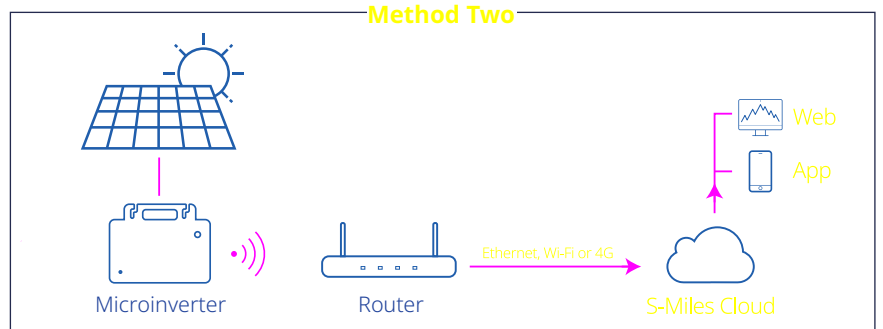 Method Two
Web
App
Ethernet, Wi-Fi or 4G
Microinverter
Router
S-Miles Cloud